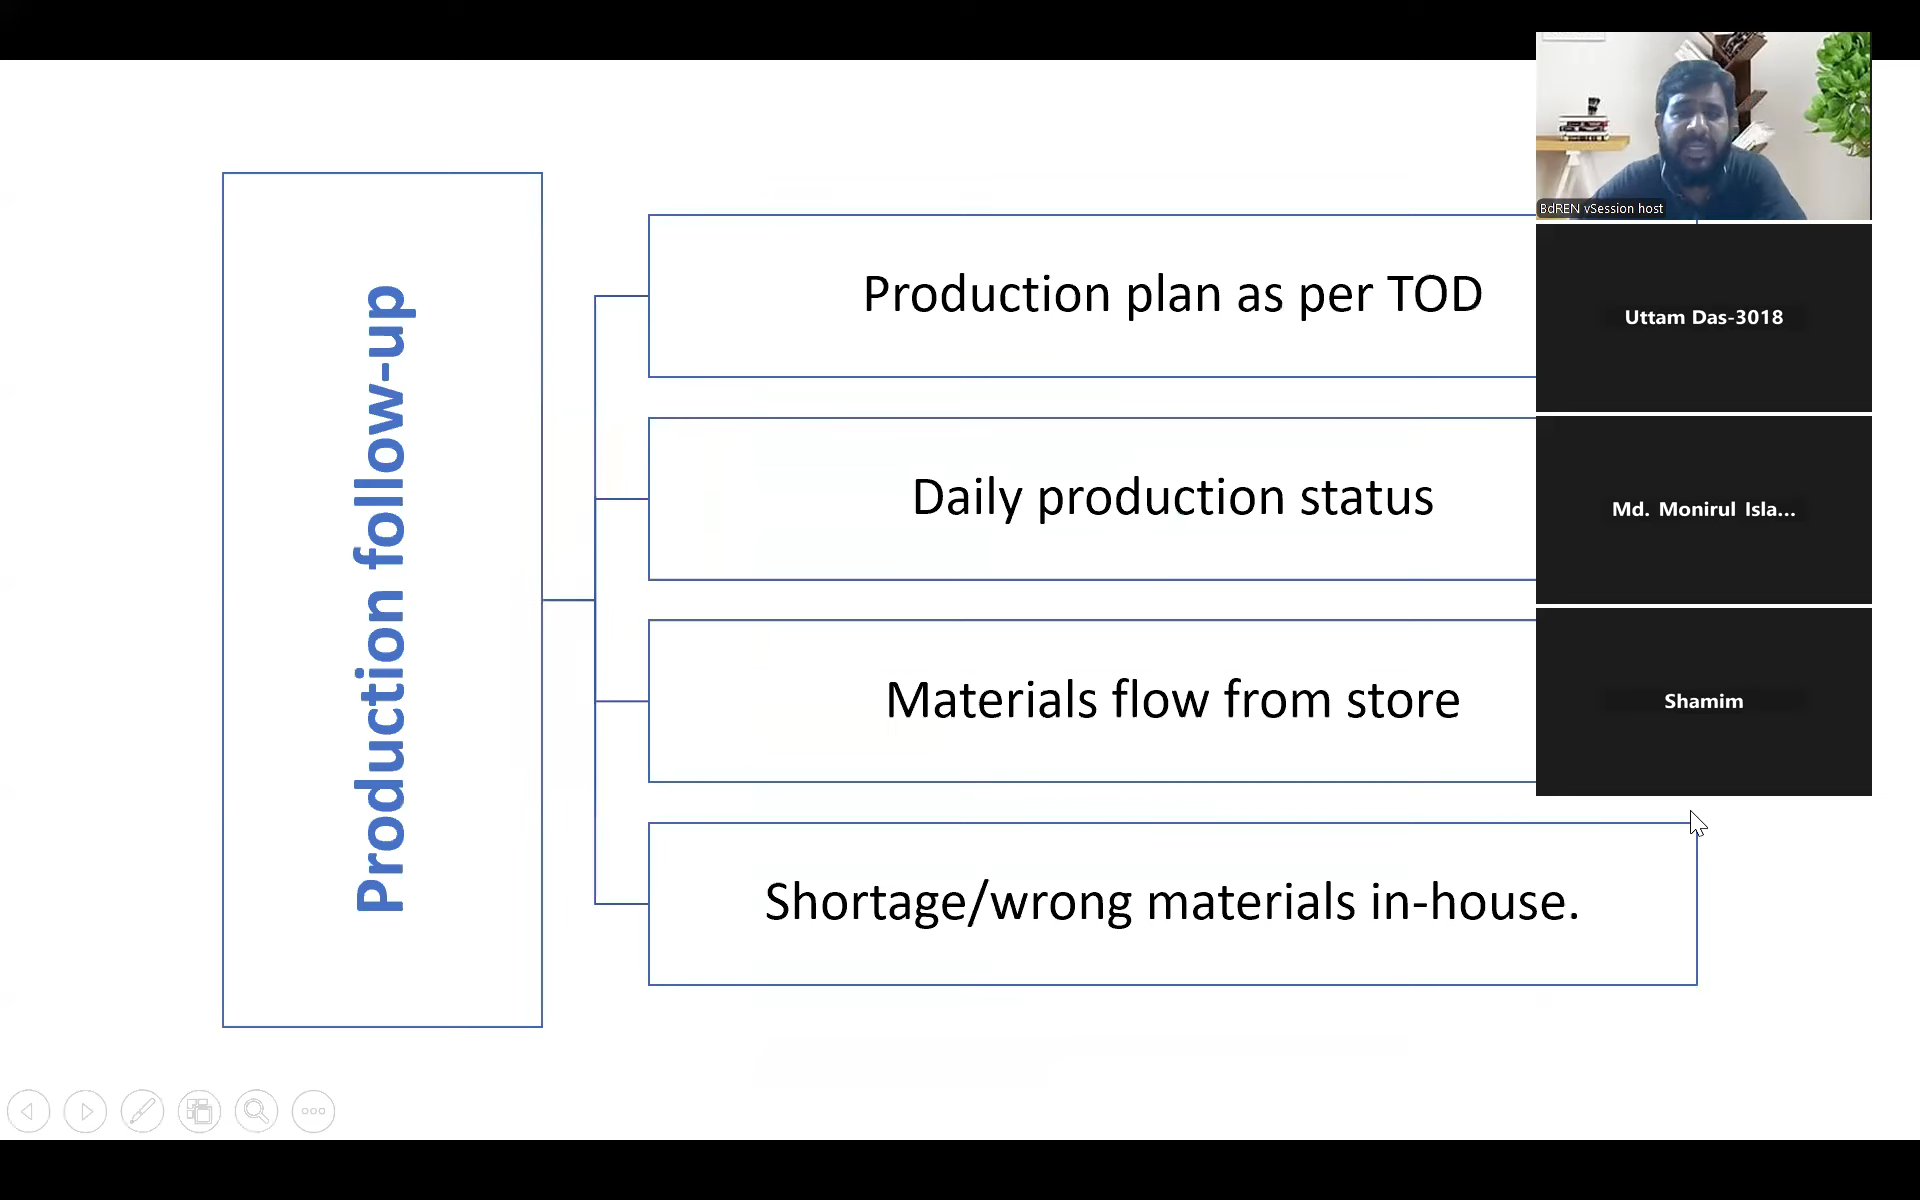 Production follow-up
Production plan as per TOD
Daily production status
Materials flow from store
Shortage/wrong materials in-house.
BdREN vSession host
Uttam Das-3018
Md. Monirul Isla...
Shamim